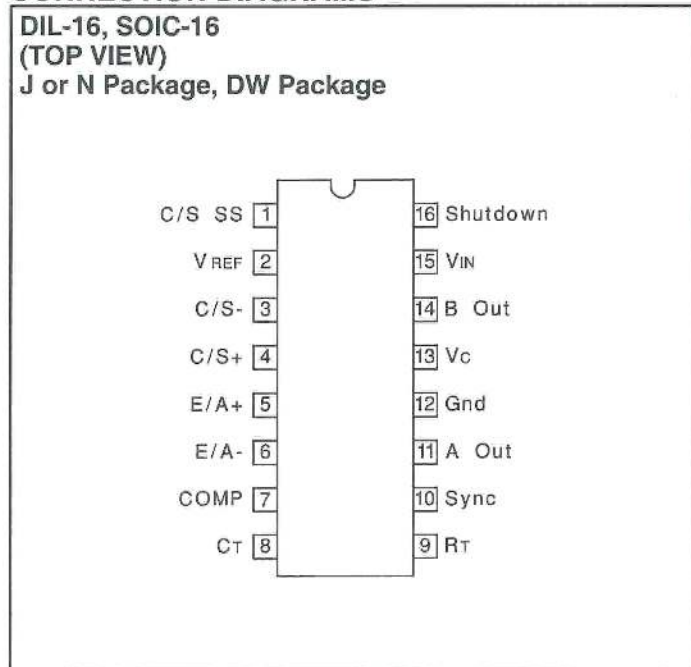 DIL-16, SOIC-16
(TOP VIEW)
J or N Package, DW Package
C/S SS 1 16 Shutdown
VREF 2 15 VIN
C/S- 3 14 B Out
C/S+ 4 13 Vc
E/A+ 5 12 Gnd
E/A- 6 11 A Out
COMP 7 10 Sync
CT 8 9 RT